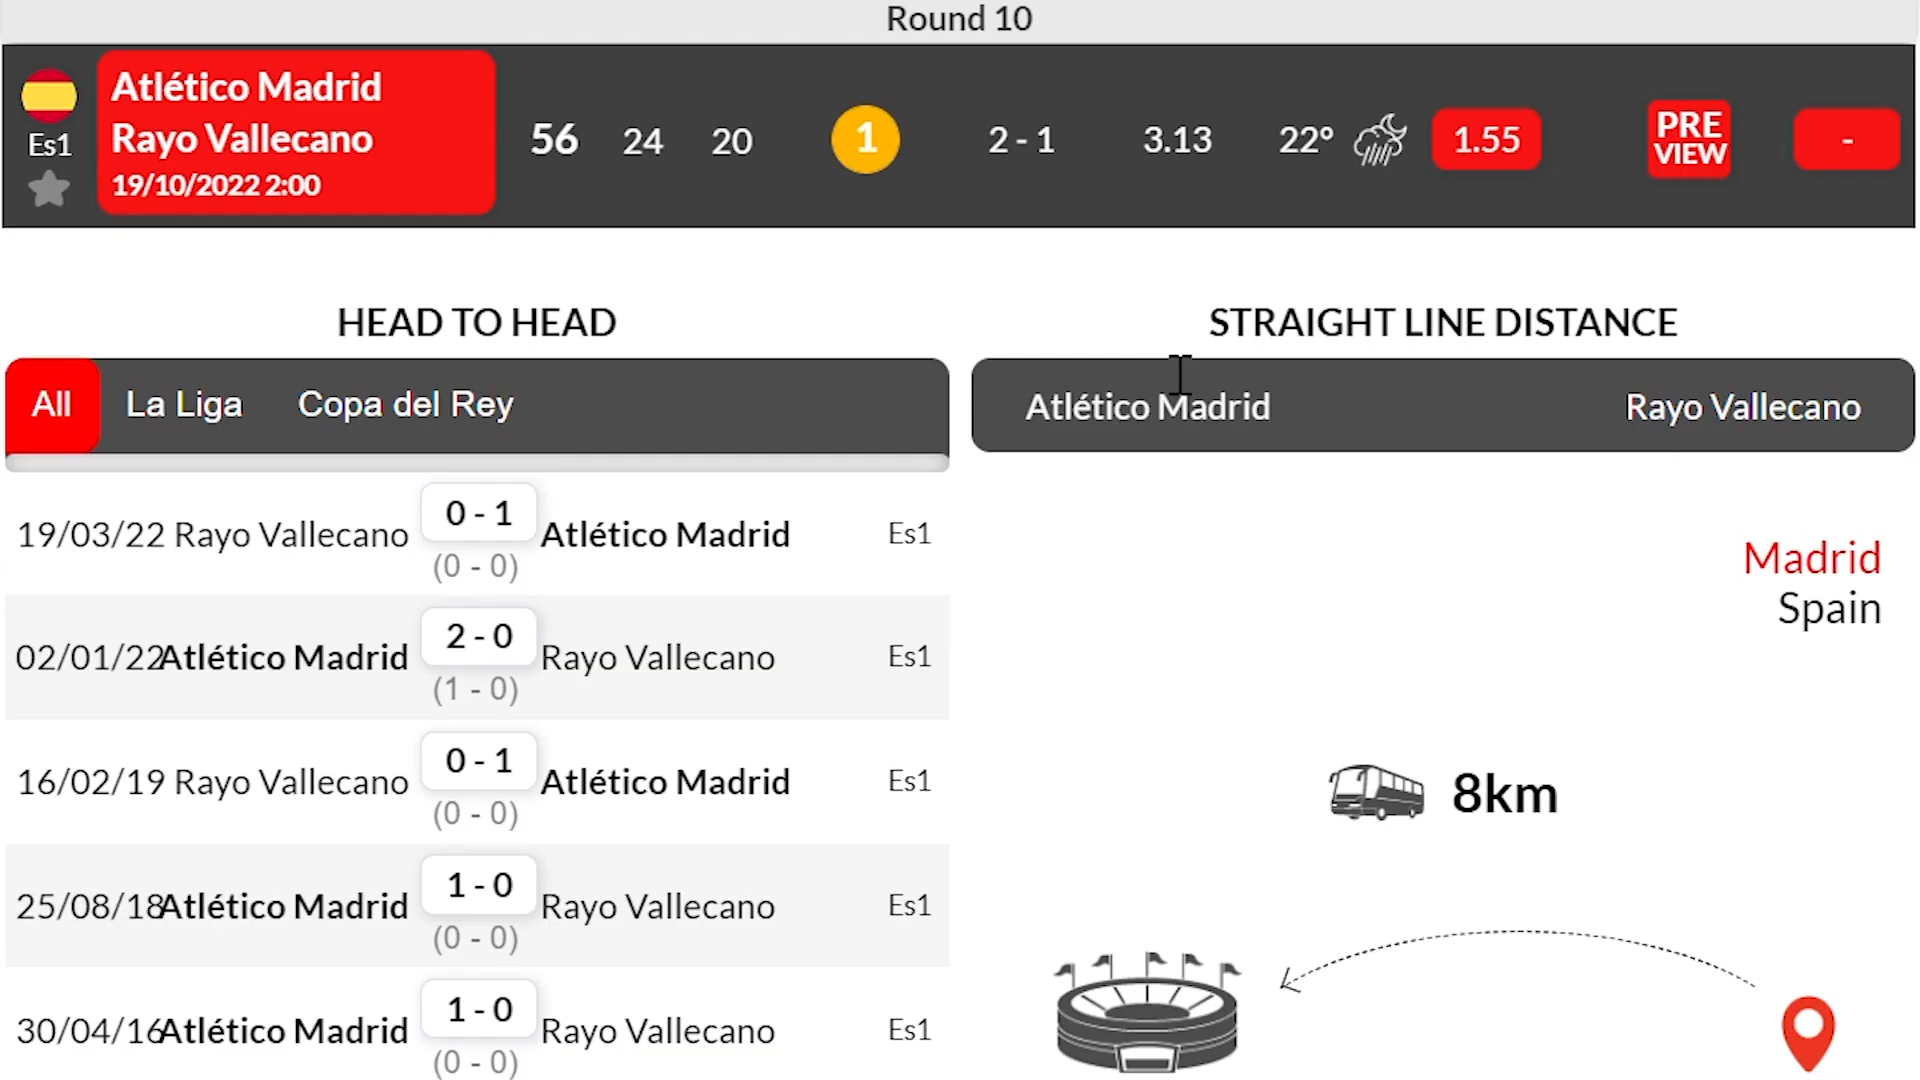 Round 10
Es1
Atlético Madrid
Rayo Vallecano
19/10/2022 2:00
56 24 20 1 2 - 1 3.13 22° 1.55
PRE
VIEW
-
HEAD TO HEAD
All La Liga Copa del Rey
19/03/22 Rayo Vallecano 0 - 1 Atlético Madrid Es1
(0 - 0)
02/01/22 Atlético Madrid 2 - 0 Rayo Vallecano Es1
(1 - 0)
16/02/19 Rayo Vallecano 0 - 1 Atlético Madrid Es1
(0 - 0)
25/08/18 Atlético Madrid 1 - 0 Rayo Vallecano Es1
(0 - 0)
30/04/16 Atlético Madrid 1 - 0 Rayo Vallecano Es1
(0 - 0)
STRAIGHT LINE DISTANCE
Atlético Madrid Rayo Vallecano
Madrid
Spain
8km